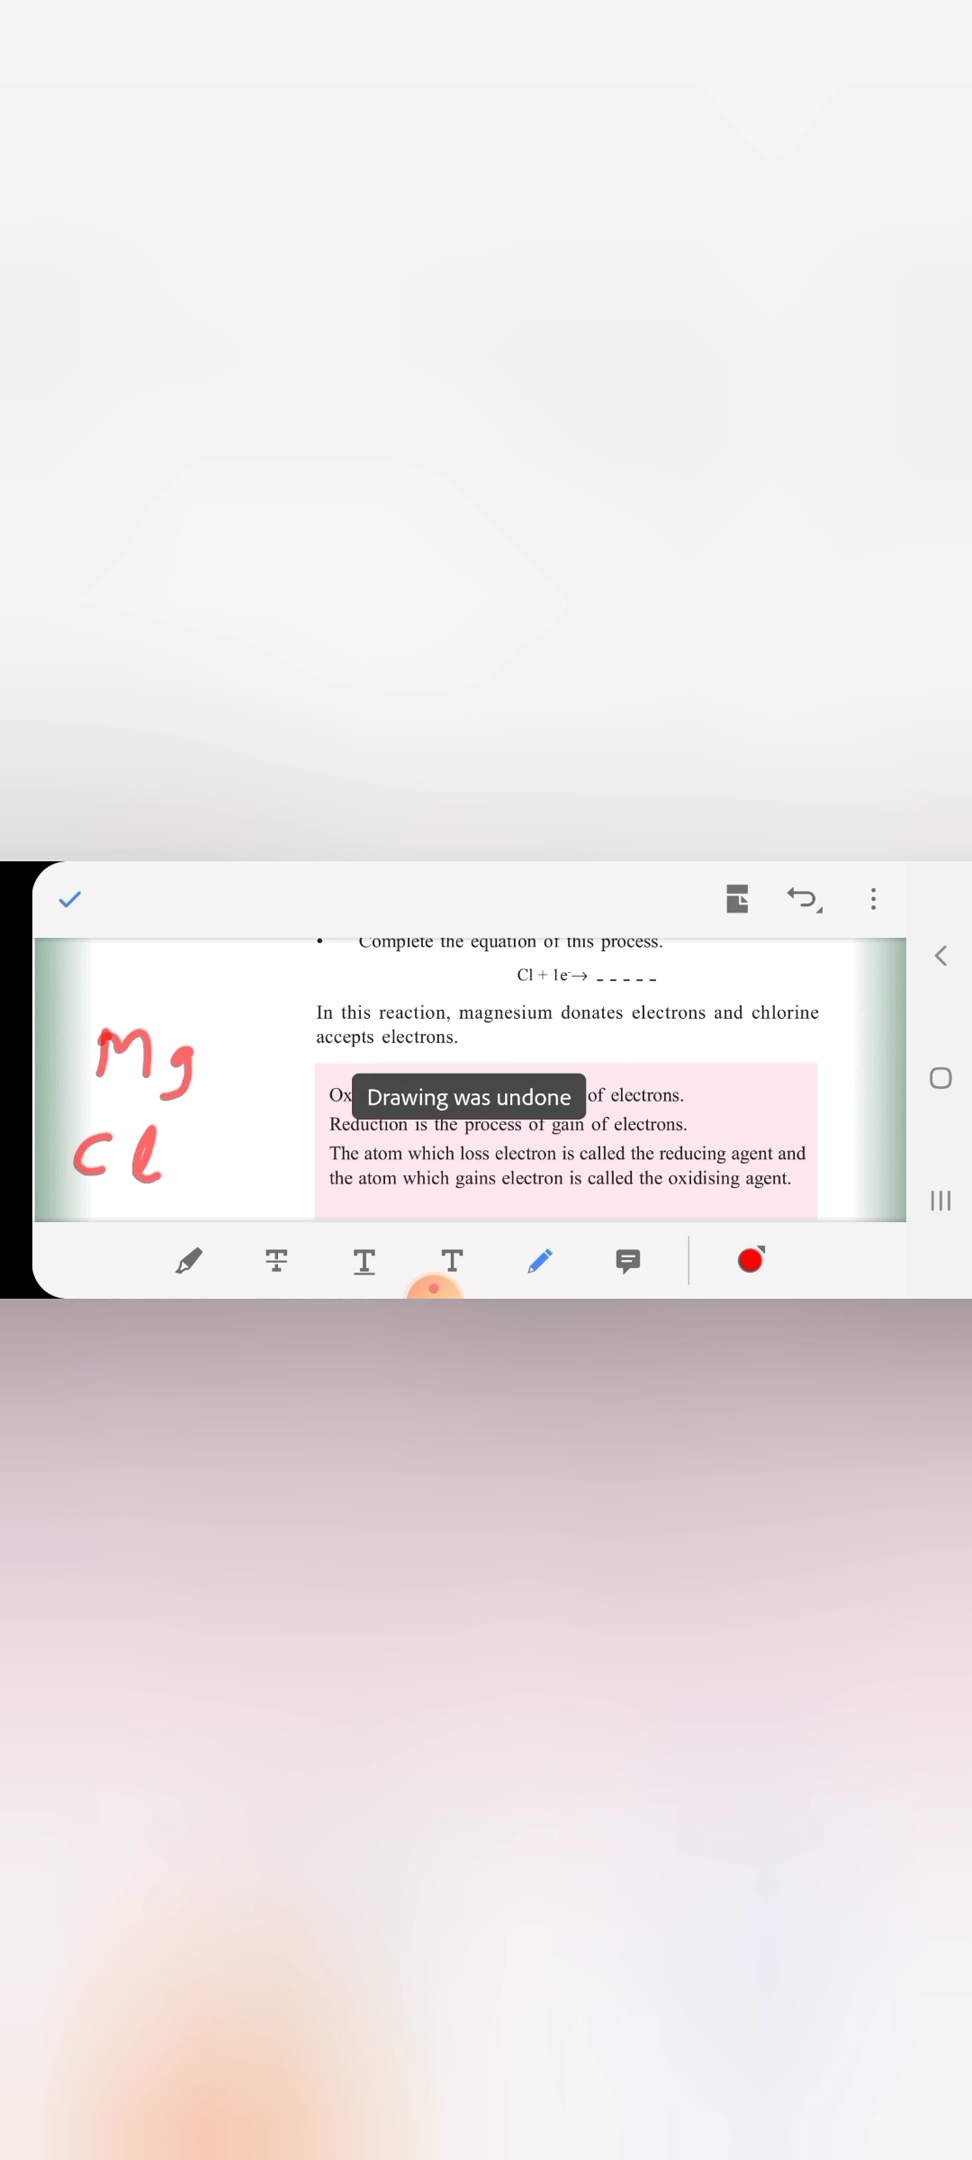 • Complete the equation of this process.
Cl + 1e⁻→ _ _ _ _ _
In this reaction, magnesium donates electrons and chlorine
accepts electrons.
Mg
Cl
Ox
Drawing was undone
of electrons.
Reduction is the process of gain of electrons.
The atom which loss electron is called the reducing agent and
the atom which gains electron is called the oxidising agent.